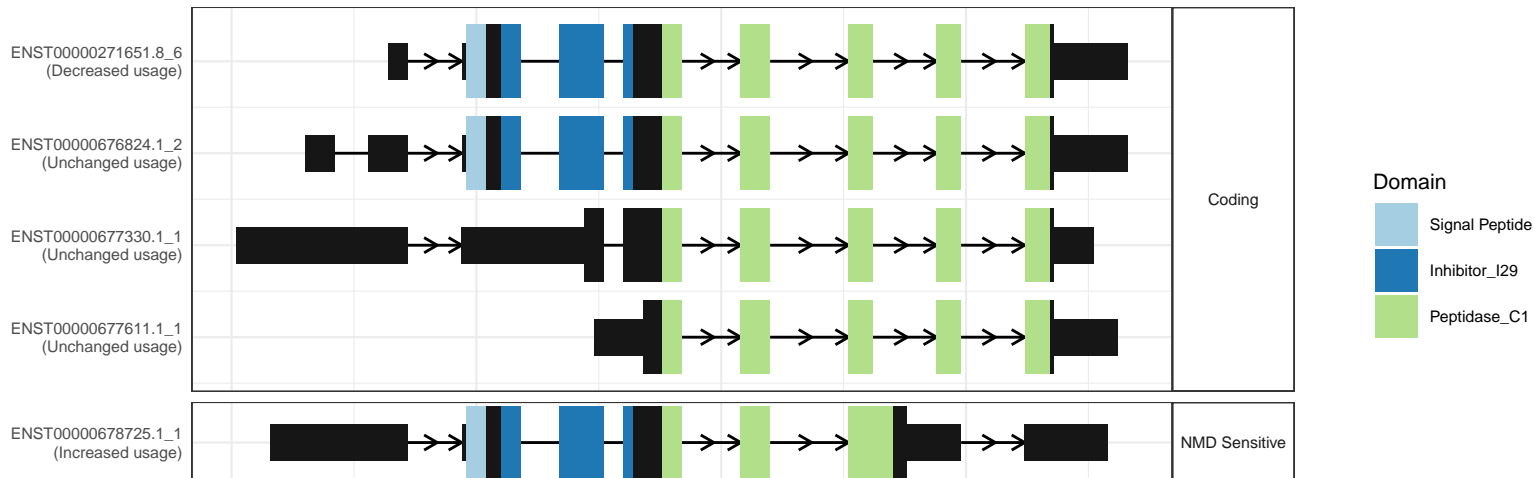 ENST00000271651.8_6
(Decreased usage)
ENST00000676824.1_2
(Unchanged usage)
ENST00000677330.1_1
(Unchanged usage)
ENST00000677611.1_1
(Unchanged usage)
ENST00000678725.1_1
(Increased usage)
Coding
NMD Sensitive
Domain
Signal Peptide
Inhibitor_I29
Peptidase_C1